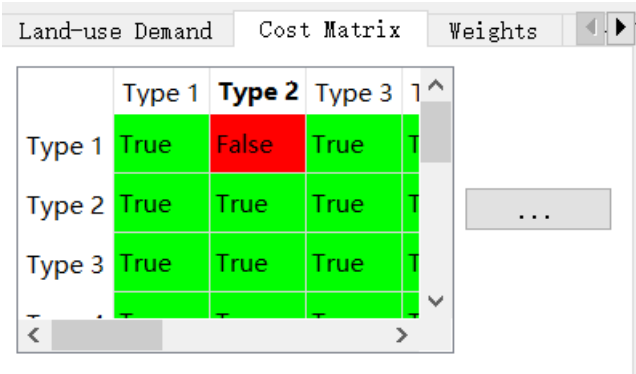 Land-use Demand Cost Matrix Weights
Type 1 Type 2 Type 3
Type 1 True False True
Type 2 True True True
...
Type 3 True True True